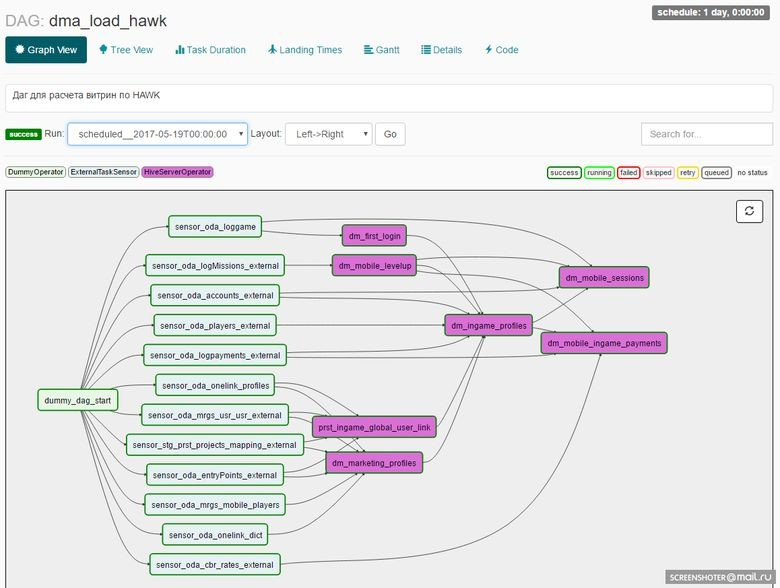 DAG: dma_load_hawk
schedule: 1 day, 0:00:00
Graph View
Tree View
Task Duration
Landing Times
Gantt
Details
Code
Даг для расчета витрин по HAWK
success
Run:
scheduled__2017-05-19T00:00:00
Layout:
Left->Right
Go
Search for...
DummyOperator
ExternalTaskSensor
HiveServerOperator
success
running
failed
skipped
retry
queued
no status
sensor_oda_loggame
dm_first_login
sensor_oda_logMissions_external
dm_mobile_levelup
dm_mobile_sessions
sensor_oda_accounts_external
sensor_oda_players_external
dm_ingame_profiles
dm_mobile_ingame_payments
sensor_oda_logpayments_external
sensor_oda_onelink_profiles
dummy_dag_start
sensor_oda_mrgs_usr_usr_external
prst_ingame_global_user_link
sensor_stg_prst_projects_mapping_external
dm_marketing_profiles
sensor_oda_entryPoints_external
sensor_oda_mrgs_mobile_players
sensor_oda_onelink_dict
sensor_oda_cbr_rates_external
SCREENSHOTER@mail.ru